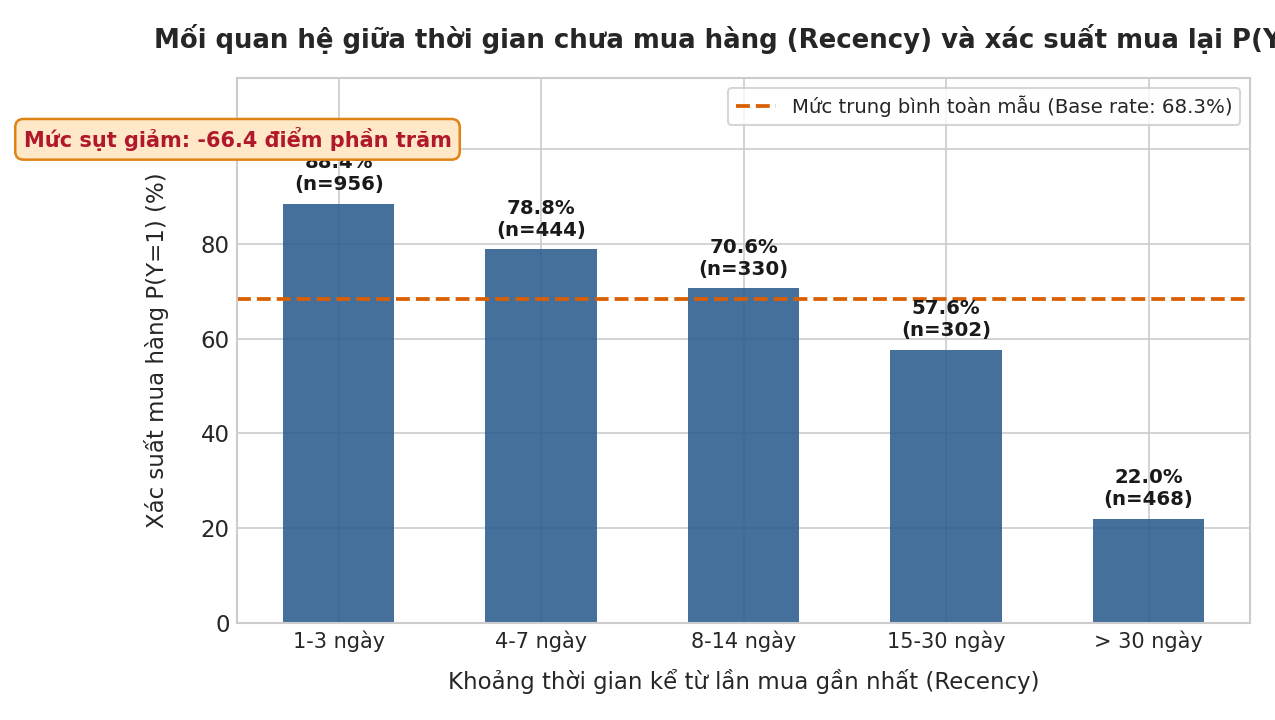 Mối quan hệ giữa thời gian chưa mua hàng (Recency) và xác suất mua lại P(Y
Mức trung bình toàn mẫu (Base rate: 68.3%)
Mức sụt giảm: -66.4 điểm phần trăm
88.4%
(n=956)
78.8%
(n=444)
70.6%
(n=330)
57.6%
(n=302)
22.0%
(n=468)
Xác suất mua hàng P(Y=1) (%)
80
60
40
20
0
1-3 ngày
4-7 ngày
8-14 ngày
15-30 ngày
> 30 ngày
Khoảng thời gian kể từ lần mua gần nhất (Recency)